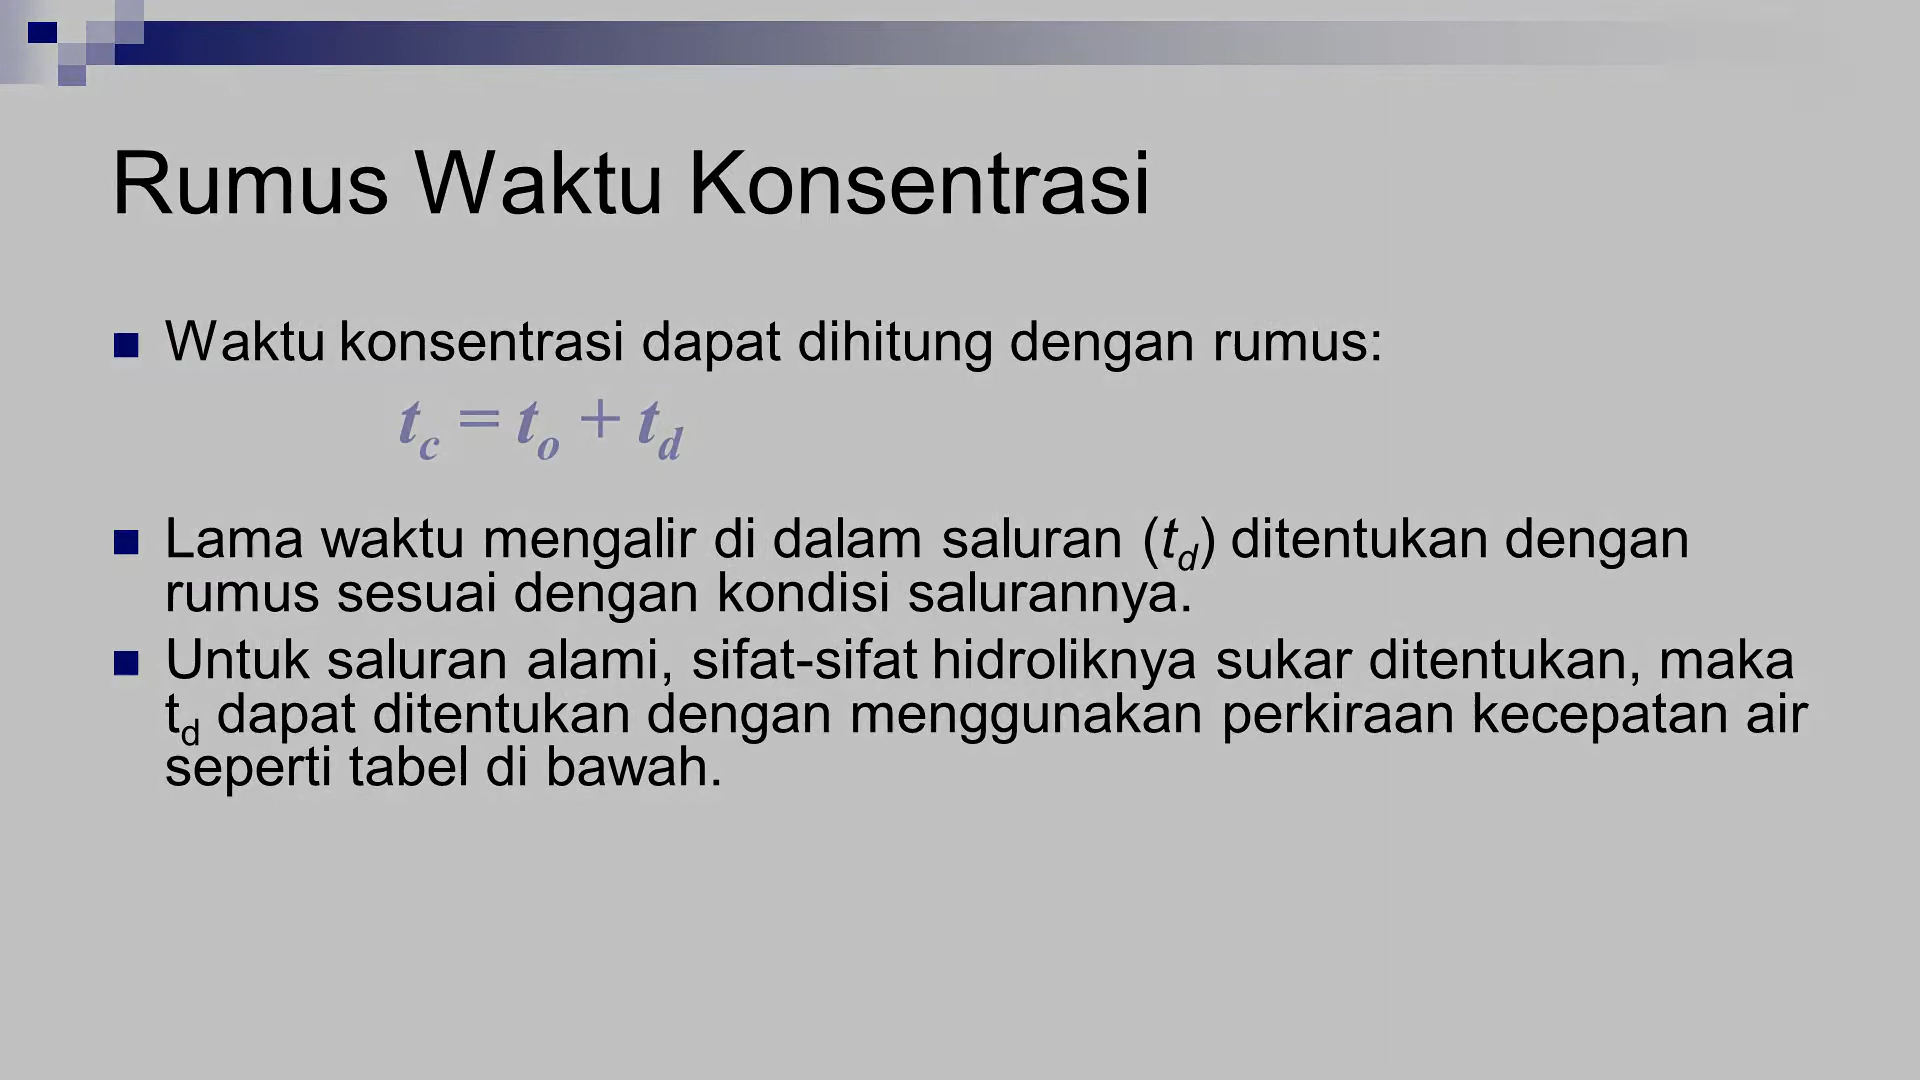 Rumus Waktu Konsentrasi
Waktu konsentrasi dapat dihitung dengan rumus:
t_c = t_o + t_d
Lama waktu mengalir di dalam saluran (t_d) ditentukan dengan
rumus sesuai dengan kondisi salurannya.
Untuk saluran alami, sifat-sifat hidroliknya sukar ditentukan, maka
t_d dapat ditentukan dengan menggunakan perkiraan kecepatan air
seperti tabel di bawah.